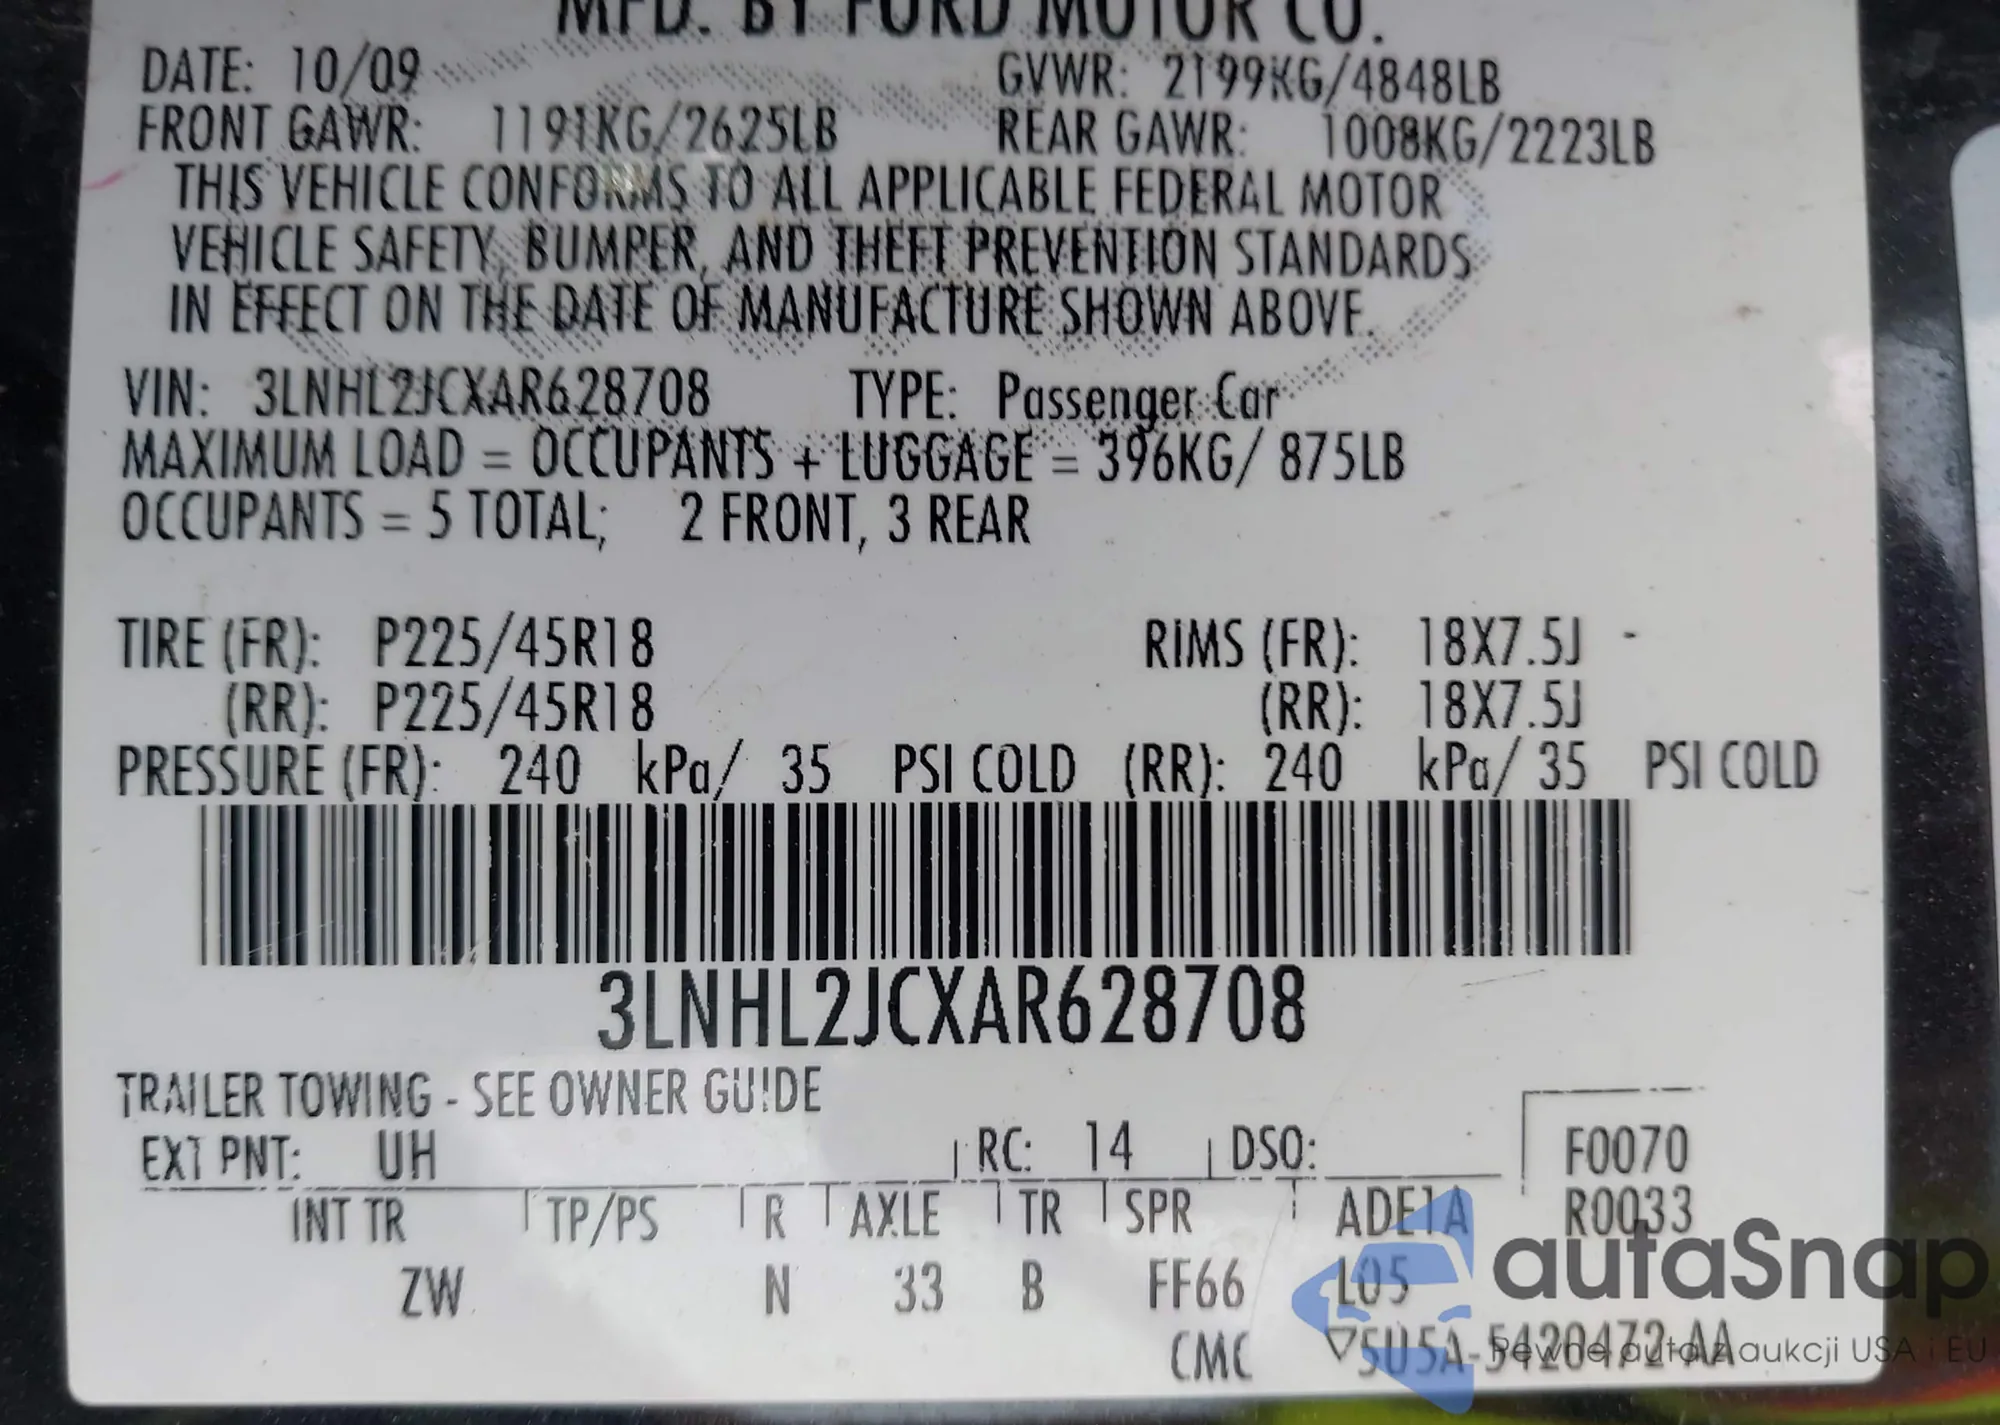 MFD. BY FORD MOTOR CO.
DATE: 10/09 GVWR: 2199KG/4848LB
FRONT GAWR: 1191KG/2625LB REAR GAWR: 1008KG/2223LB
THIS VEHICLE CONFORMS TO ALL APPLICABLE FEDERAL MOTOR
VEHICLE SAFETY, BUMPER, AND THEFT PREVENTION STANDARDS
IN EFFECT ON THE DATE OF MANUFACTURE SHOWN ABOVE.
VIN: 3LNHL2JCXAR628708 TYPE: Passenger Car
MAXIMUM LOAD = OCCUPANTS + LUGGAGE = 396KG/ 875LB
OCCUPANTS = 5 TOTAL; 2 FRONT, 3 REAR
TIRE (FR): P225/45R18 RIMS (FR): 18X7.5J -
(RR): P225/45R18 (RR): 18X7.5J
PRESSURE (FR): 240 kPa/ 35 PSI COLD (RR): 240 kPa/ 35 PSI COLD
3LNHL2JCXAR628708
TRAILER TOWING - SEE OWNER GUIDE
EXT PNT: UH RC: 14 DSO: F0070
INT TR TP/PS R AXLE TR SPR ADE1A R0033
ZW N 33 B FF66 L05
CMC ▽5U5A-5420472-AA
autaSnap
Pewne auta z aukcji USA i EU